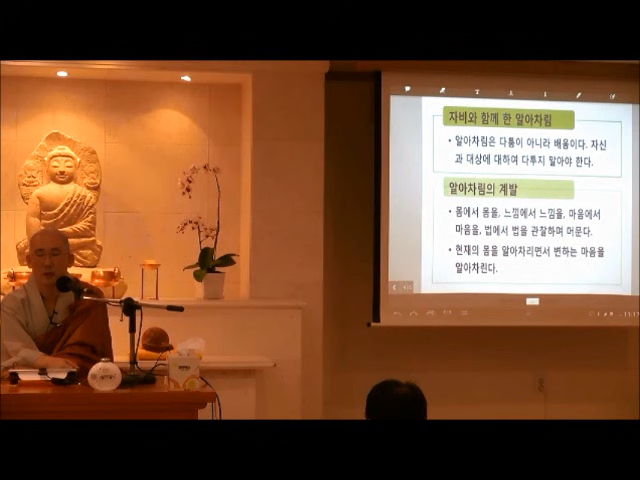 자비와 함께 한 알아차림
• 알아차림은 다툼이 아니라 배움이다. 자신
과 대상에 대하여 다투지 말아야 한다.
알아차림의 계발
• 몸에서 몸을, 느낌에서 느낌을, 마음에서
마음을, 법에서 법을 관찰하며 머문다.
• 현재의 몸을 알아차리면서 변하는 마음을
알아차린다.